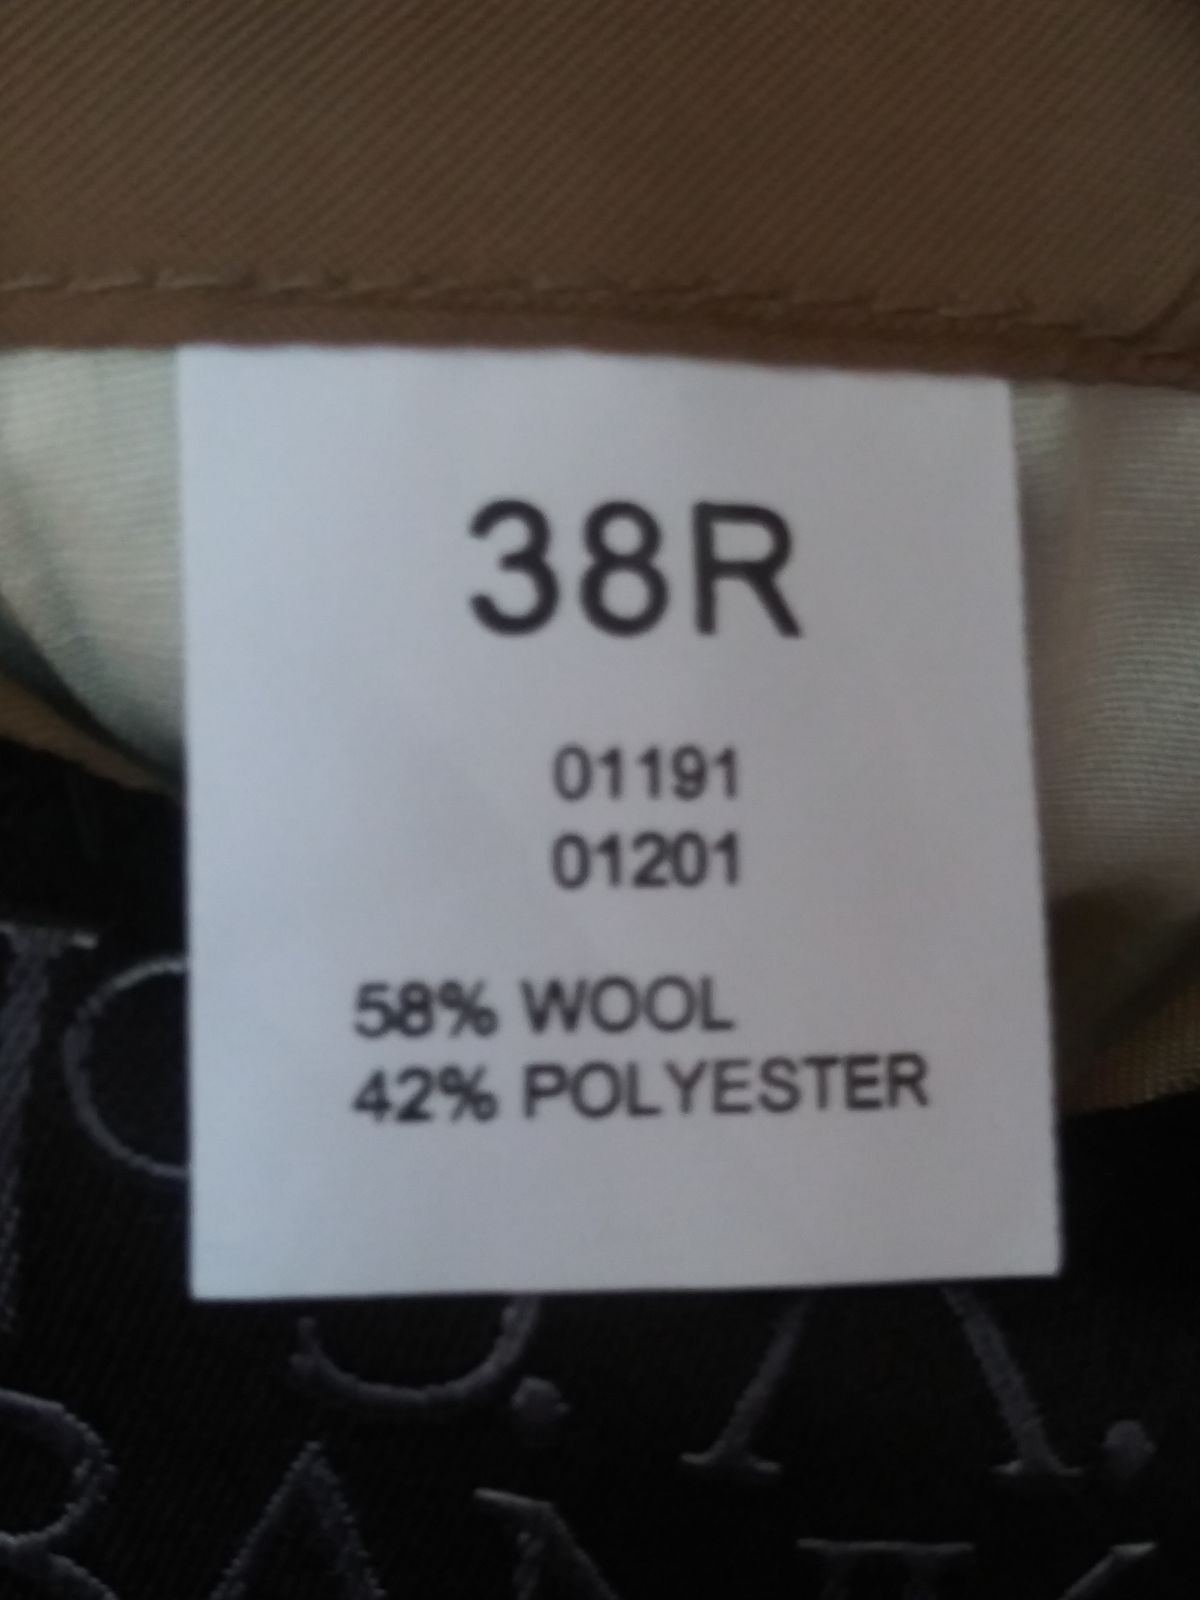 38R
01191
01201
58% WOOL
42% POLYESTER